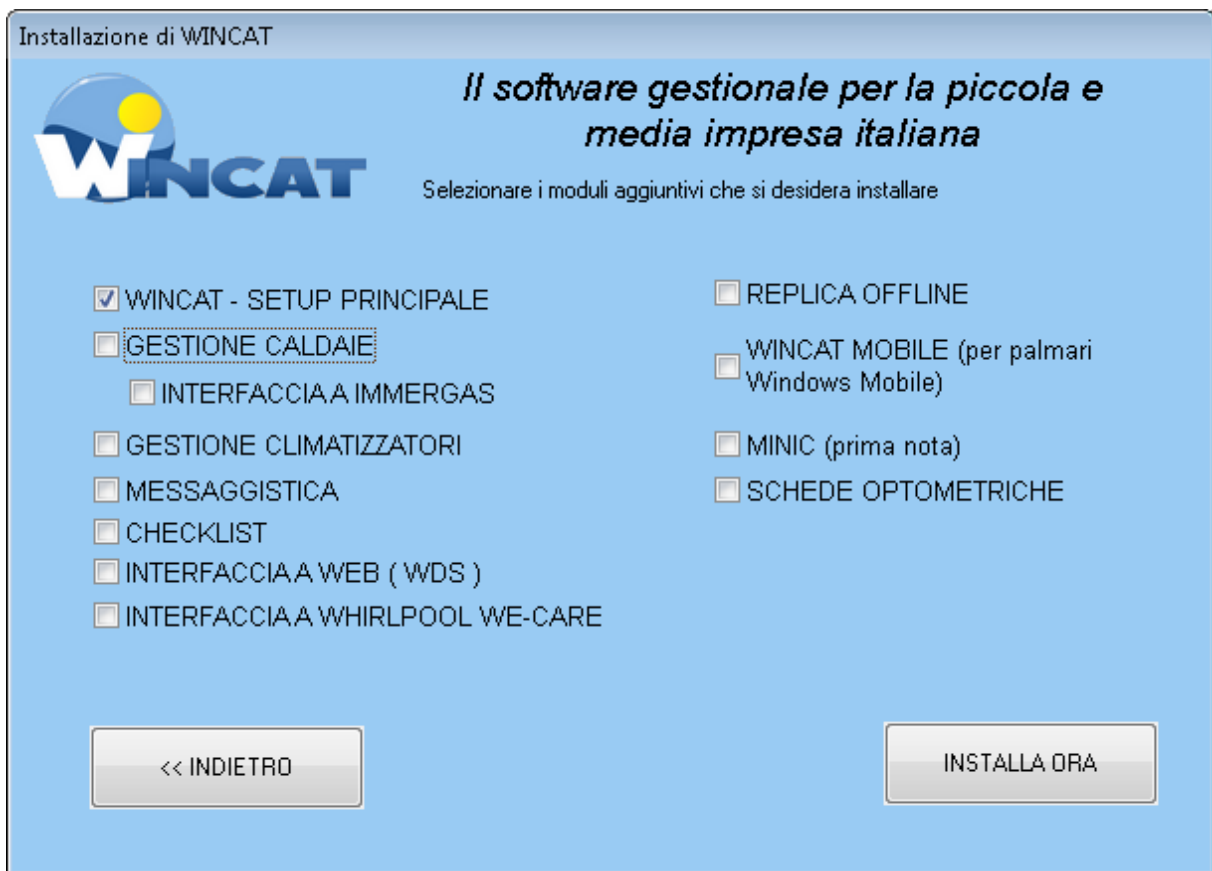 Installazione di WINCAT
Il software gestionale per la piccola e
media impresa italiana
WINCAT
Selezionare i moduli aggiuntivi che si desidera installare
WINCAT - SETUP PRINCIPALE
GESTIONE CALDAIE
INTERFACCIA A IMMERGAS
GESTIONE CLIMATIZZATORI
MESSAGGISTICA
CHECKLIST
INTERFACCIA A WEB ( WDS )
INTERFACCIA A WHIRLPOOL WE-CARE
REPLICA OFFLINE
WINCAT MOBILE (per palmari
Windows Mobile)
MINIC (prima nota)
SCHEDE OPTOMETRICHE
<< INDIETRO
INSTALLA ORA